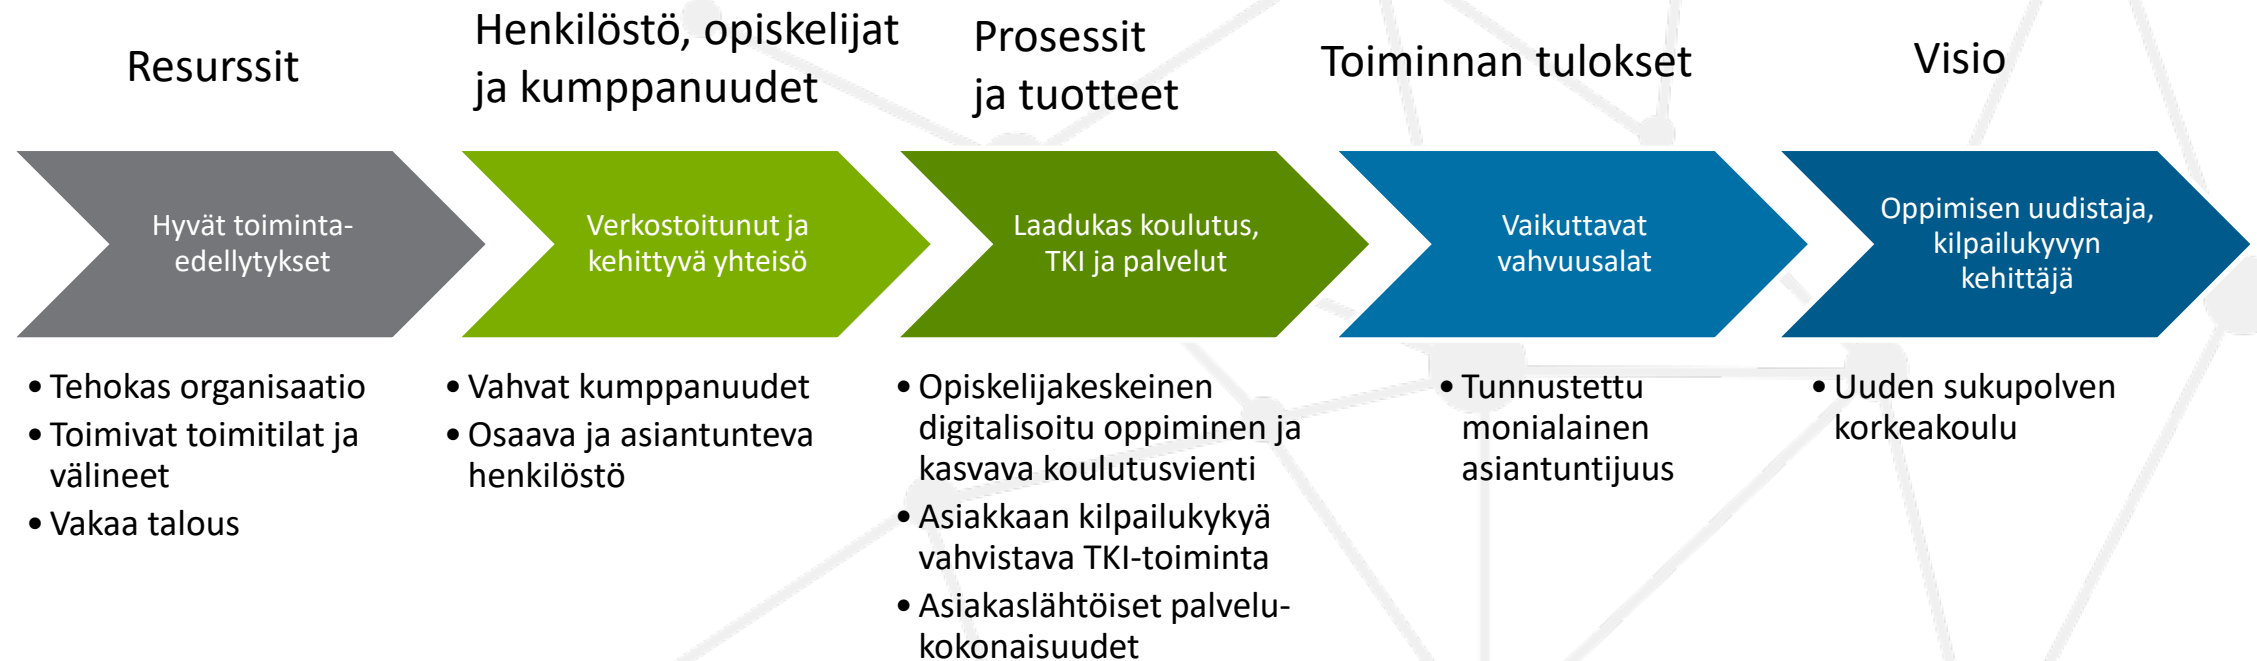 Resurssit
Hyvät toiminta-
edellytykset
• Tehokas organisaatio
• Toimivat toimitilat ja
välineet
• Vakaa talous
Henkilöstö, opiskelijat
ja kumppanuudet
Verkostoitunut ja
kehittyvä yhteisö
• Vahvat kumppanuudet
• Osaava ja asiantunteva
henkilöstö
Prosessit
ja tuotteet
Laadukas koulutus,
TKI ja palvelut
• Opiskelijakeskeinen
digitalisoitu oppiminen ja
kasvava koulutusvienti
• Asiakkaan kilpailukykyä
vahvistava TKI-toiminta
• Asiakaslähtöiset palvelu-
kokonaisuudet
Toiminnan tulokset
Vaikuttavat
vahvuusalat
• Tunnustettu
monialainen
asiantuntijuus
Visio
Oppimisen uudistaja,
kilpailukyvyn
kehittäjä
• Uuden sukupolven
korkeakoulu